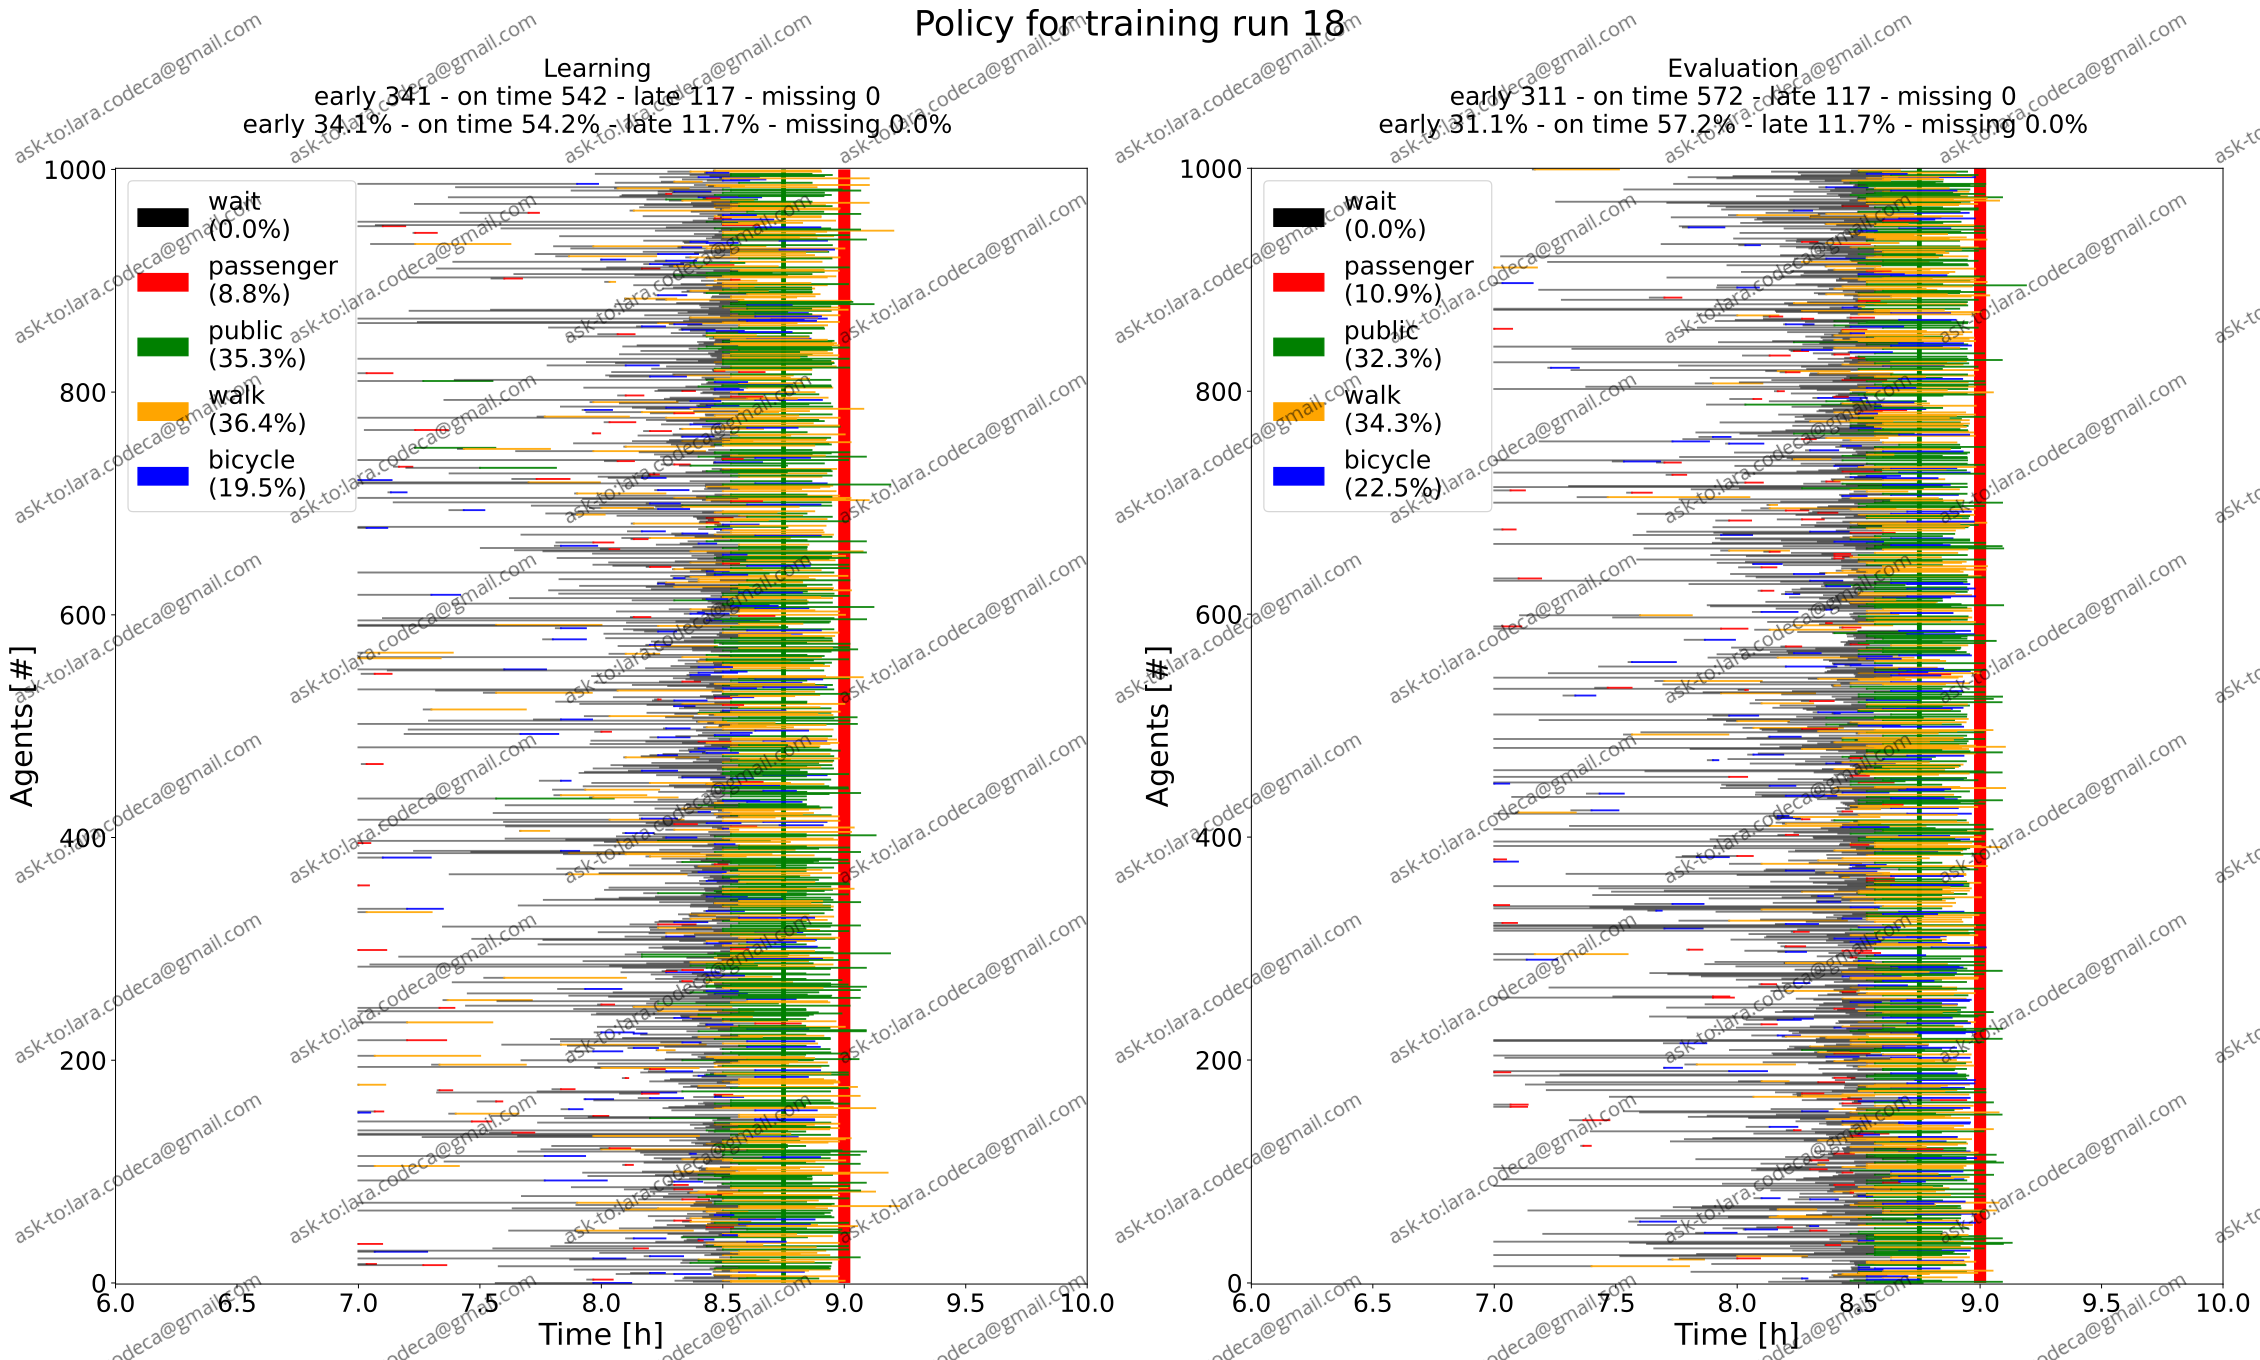 Policy for training run 18
Learning
early 341 - on time 542 - late 117 - missing 0
early 34.1% - on time 54.2% - late 11.7% - missing 0.0%
1000
800
600
400
200
0
Agents [#]
wait
(0.0%)
passenger
(8.8%)
public
(35.3%)
walk
(36.4%)
bicycle
(19.5%)
6.0 6.5 7.0 7.5 8.0 8.5 9.0 9.5 10.0
Time [h]
Evaluation
early 311 - on time 572 - late 117 - missing 0
early 31.1% - on time 57.2% - late 11.7% - missing 0.0%
1000
800
600
400
200
0
Agents [#]
wait
(0.0%)
passenger
(10.9%)
public
(32.3%)
walk
(34.3%)
bicycle
(22.5%)
6.0 6.5 7.0 7.5 8.0 8.5 9.0 9.5 10.0
Time [h]
ask-to:lara.codeca@gmail.com